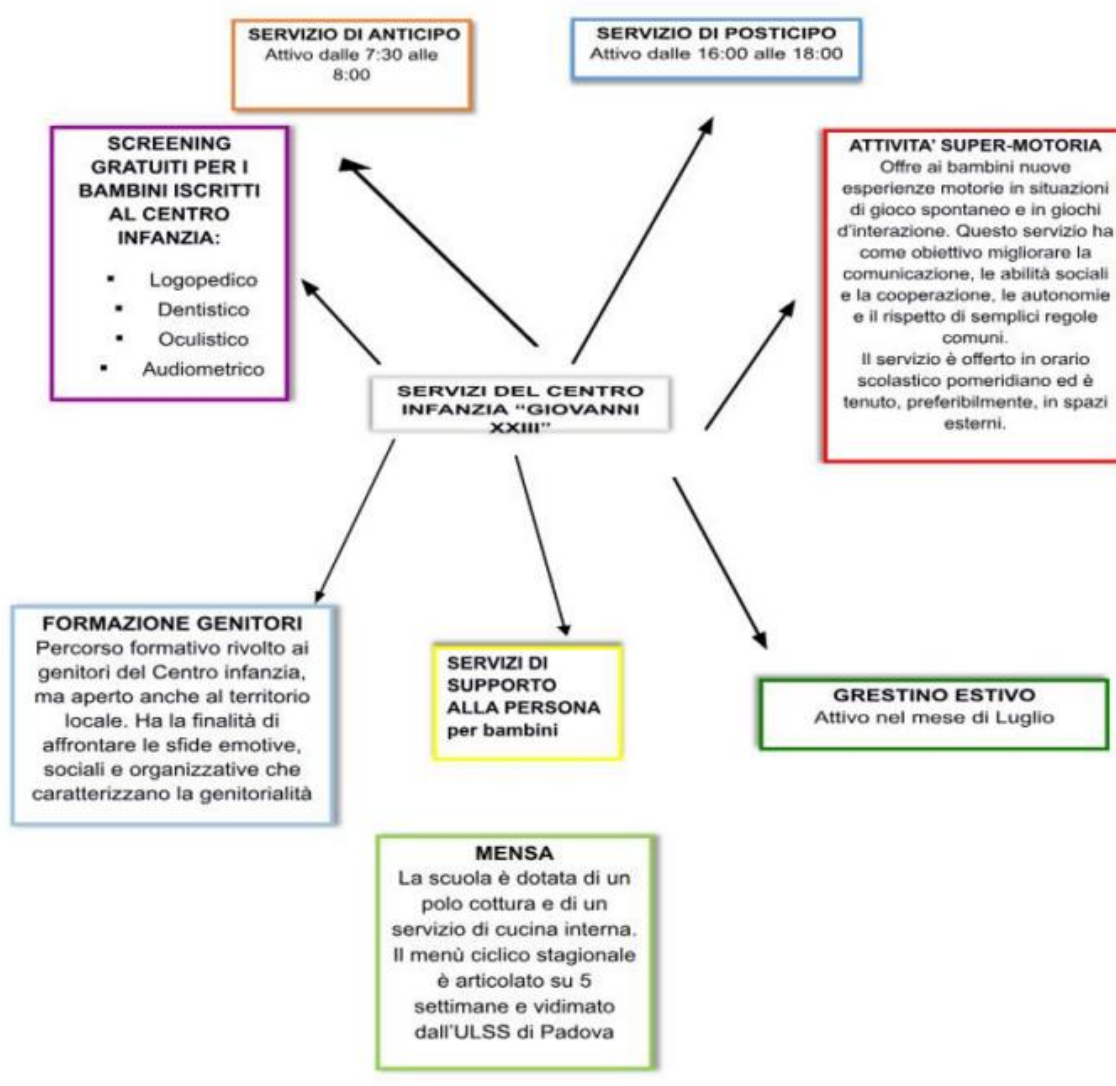 SERVIZIO DI ANTICIPO
Attivo dalle 7:30 alle
8:00
SERVIZIO DI POSTICIPO
Attivo dalle 16:00 alle 18:00
SCREENING
GRATUITI PER I
BAMBINI ISCRITTI
AL CENTRO
INFANZIA:
▪ Logopedico
▪ Dentistico
▪ Oculistico
▪ Audiometrico
ATTIVITA' SUPER-MOTORIA
Offre ai bambini nuove
esperienze motorie in situazioni
di gioco spontaneo e in giochi
d'interazione. Questo servizio ha
come obiettivo migliorare la
comunicazione, le abilità sociali
e la cooperazione, le autonomie
e il rispetto di semplici regole
comuni.
Il servizio è offerto in orario
scolastico pomeridiano ed è
tenuto, preferibilmente, in spazi
esterni.
SERVIZI DEL CENTRO
INFANZIA “GIOVANNI
XXIII”
FORMAZIONE GENITORI
Percorso formativo rivolto ai
genitori del Centro infanzia,
ma aperto anche al territorio
locale. Ha la finalità di
affrontare le sfide emotive,
sociali e organizzative che
caratterizzano la genitorialità
SERVIZI DI
SUPPORTO
ALLA PERSONA
per bambini
GRESTINO ESTIVO
Attivo nel mese di Luglio
MENSA
La scuola è dotata di un
polo cottura e di un
servizio di cucina interna.
Il menù ciclico stagionale
è articolato su 5
settimane e vidimato
dall'ULSS di Padova